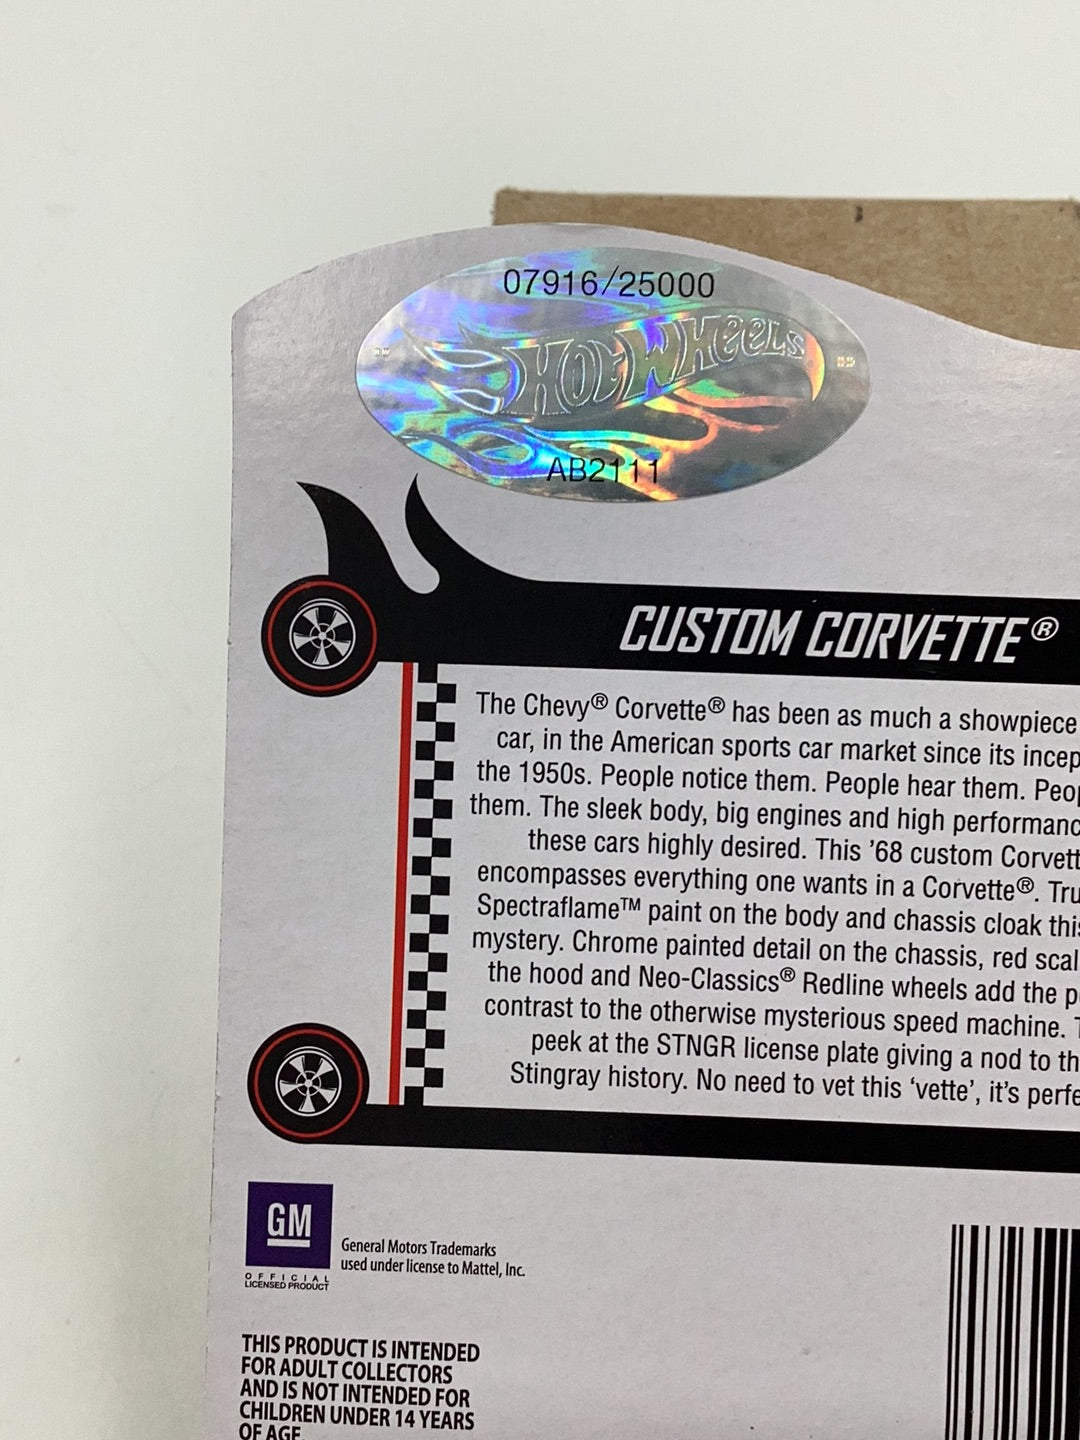 07916/25000
HOT WHEELS
AB2111
CUSTOM CORVETTE®
The Chevy® Corvette® has been as much a showpiece
car, in the American sports car market since its incep
the 1950s. People notice them. People hear them. Peop
them. The sleek body, big engines and high performanc
these cars highly desired. This ’68 custom Corvett
encompasses everything one wants in a Corvette®. Tru
Spectraflame™ paint on the body and chassis cloak this
mystery. Chrome painted detail on the chassis, red scal
the hood and Neo-Classics® Redline wheels add the p
contrast to the otherwise mysterious speed machine. T
peek at the STNGR license plate giving a nod to th
Stingray history. No need to vet this ‘vette’, it’s perfe
GM
OFFICIAL
LICENSED PRODUCT
General Motors Trademarks
used under license to Mattel, Inc.
THIS PRODUCT IS INTENDED
FOR ADULT COLLECTORS
AND IS NOT INTENDED FOR
CHILDREN UNDER 14 YEARS
OF AGE.